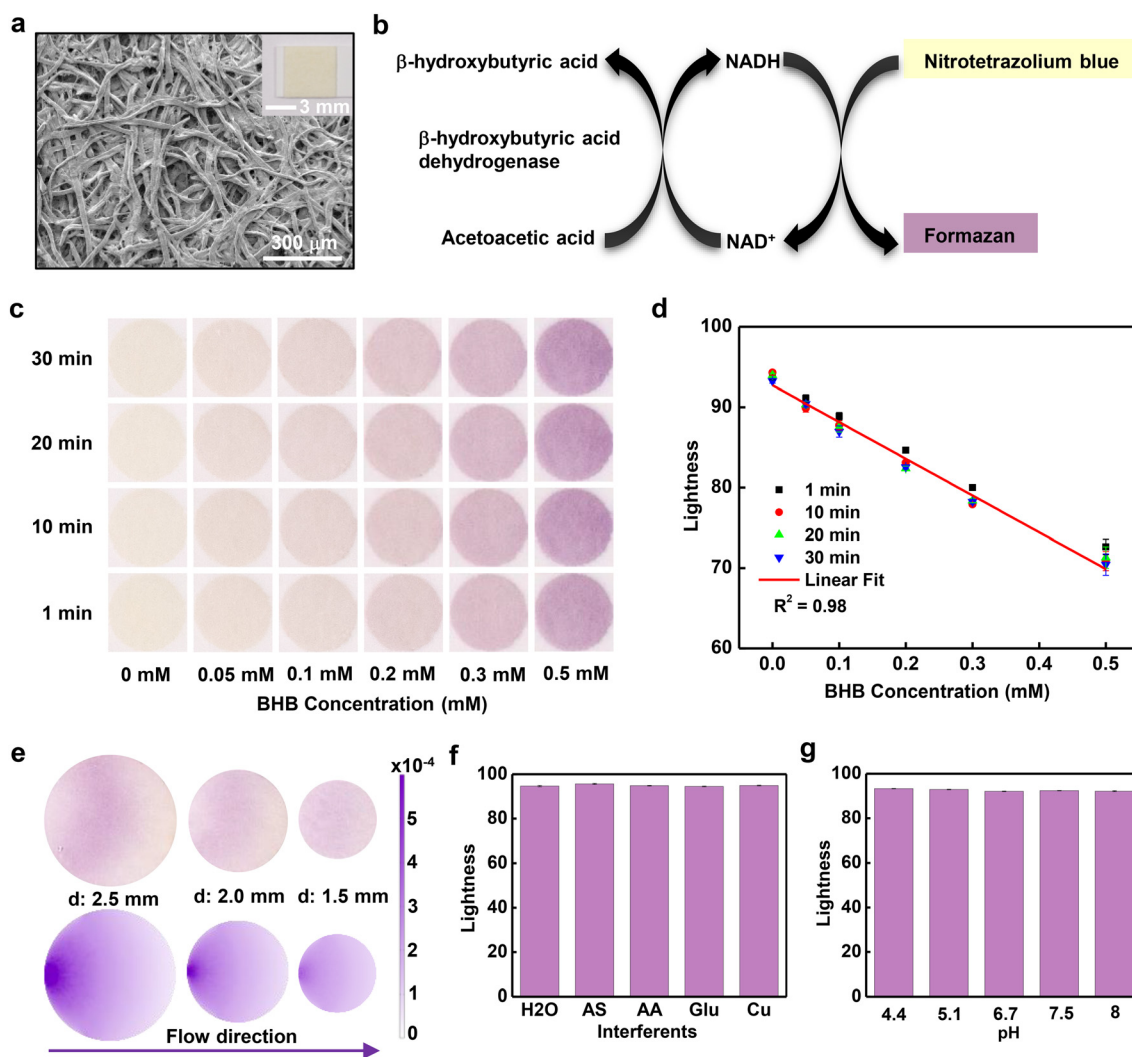 a
3 mm
300 μm
b
β-hydroxybutyric acid
NADH
Nitrotetrazolium blue
β-hydroxybutyric acid
dehydrogenase
Acetoacetic acid
NAD⁺
Formazan
c
30 min
20 min
10 min
1 min
0 mM 0.05 mM 0.1 mM 0.2 mM 0.3 mM 0.5 mM
BHB Concentration (mM)
d
100
90
80
70
60
Lightness
1 min
10 min
20 min
30 min
Linear Fit
R² = 0.98
0.0 0.1 0.2 0.3 0.4 0.5
BHB Concentration (mM)
e
x10⁻⁴
5
4
3
2
1
0
d: 2.5 mm d: 2.0 mm d: 1.5 mm
Flow direction
f
100
80
60
40
20
0
Lightness
H2O AS AA Glu Cu
Interferents
g
100
80
60
40
20
0
Lightness
4.4 5.1 6.7 7.5 8
pH